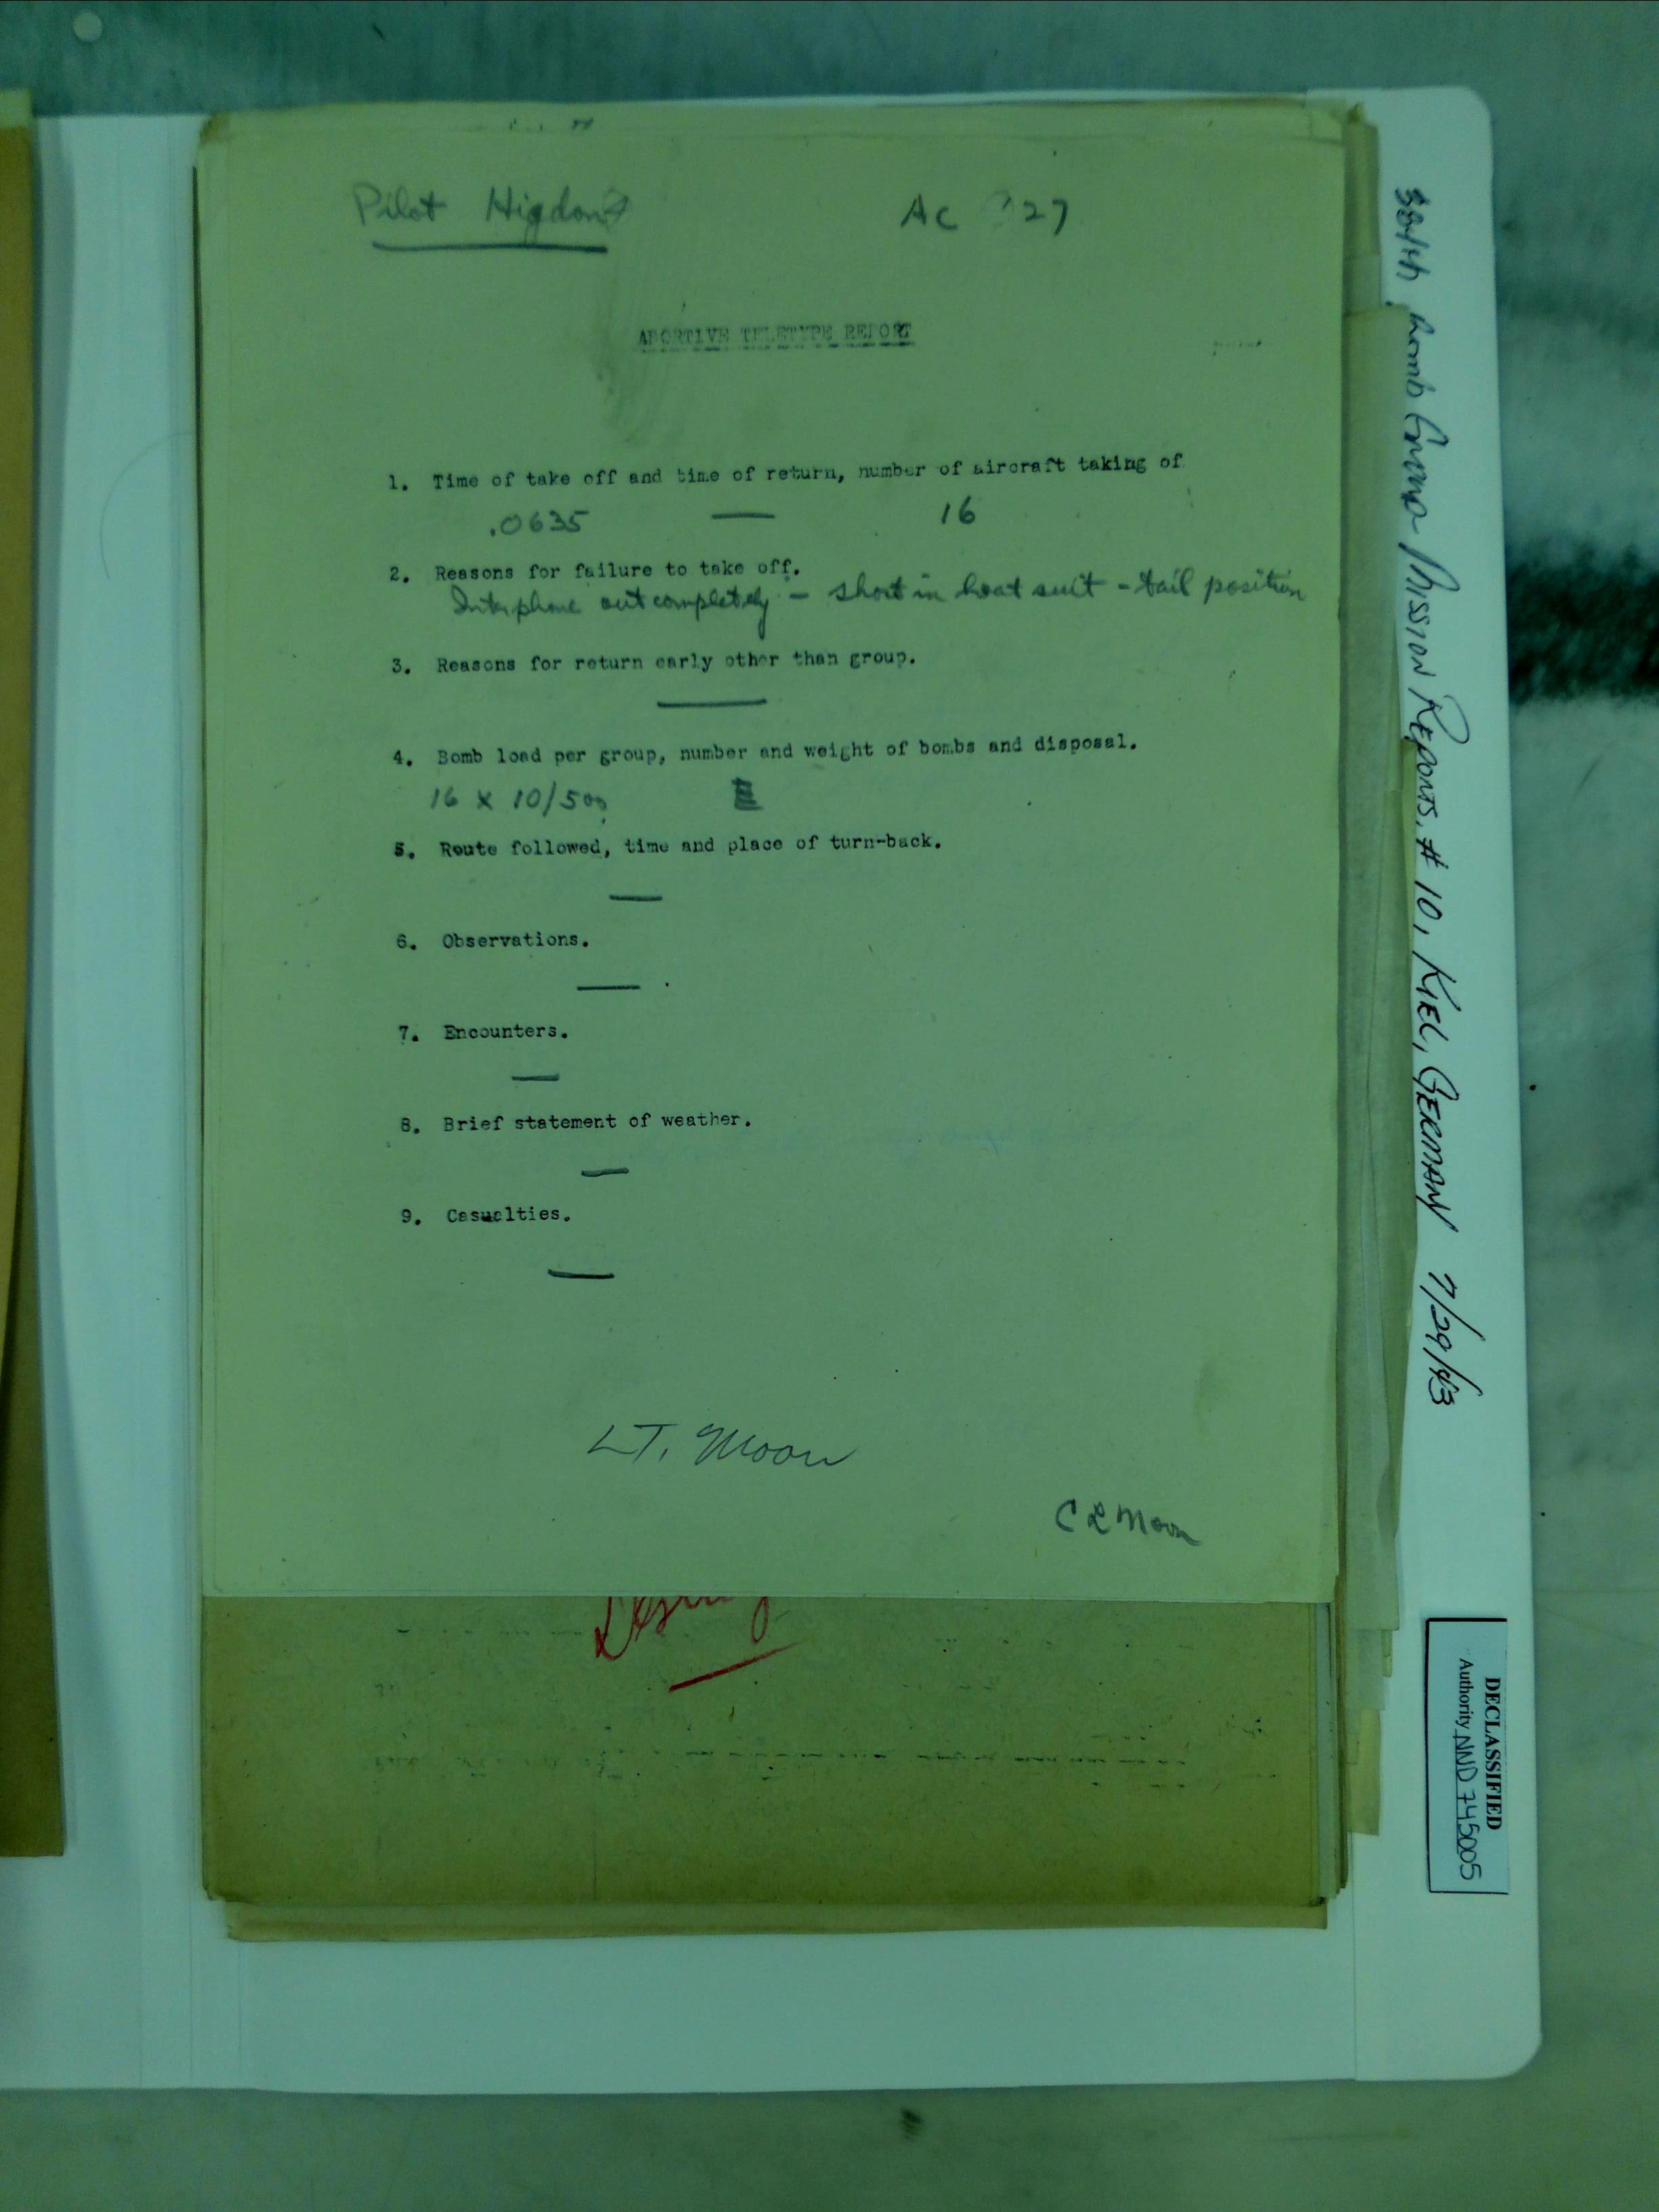 Pilot Higdon
Ac 327
ABORTIVE TELETYPE REPORT
1. Time of take off and time of return, number of aircraft taking of
.0635 — 16
2. Reasons for failure to take off.
Interphone out completely – short in heat suit – tail position
3. Reasons for return early other than group.
—
4. Bomb load per group, number and weight of bombs and disposal.
16 x 10/500
5. Route followed, time and place of turn-back.
—
6. Observations.
—
7. Encounters.
—
8. Brief statement of weather.
—
9. Casualties.
—
LT. Moon
C L Moon
Bomb Group Mission Reports, # 10, KIEL, GERMANY 7/29/43
DECLASSIFIED
Authority NND 745005